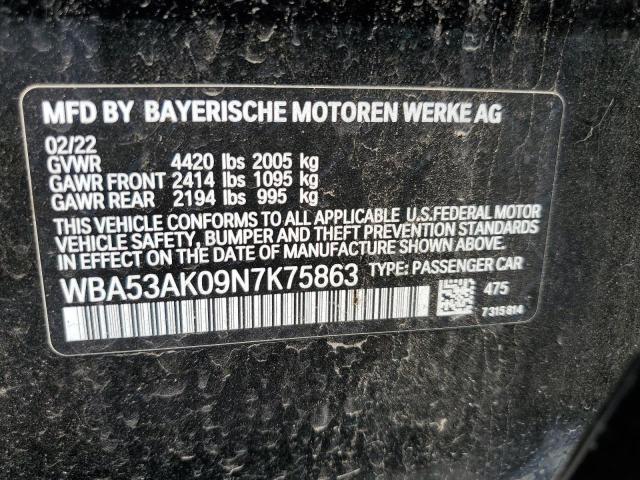 MFD BY BAYERISCHE MOTOREN WERKE AG
02/22
GVWR 4420 lbs 2005 kg
GAWR FRONT 2414 lbs 1095 kg
GAWR REAR 2194 lbs 995 kg
THIS VEHICLE CONFORMS TO ALL APPLICABLE U.S.FEDERAL MOTOR
VEHICLE SAFETY, BUMPER AND THEFT PREVENTION STANDARDS
IN EFFECT ON THE DATE OF MANUFACTURE SHOWN ABOVE.
WBA53AK09N7K75863 TYPE: PASSENGER CAR
475
7315814